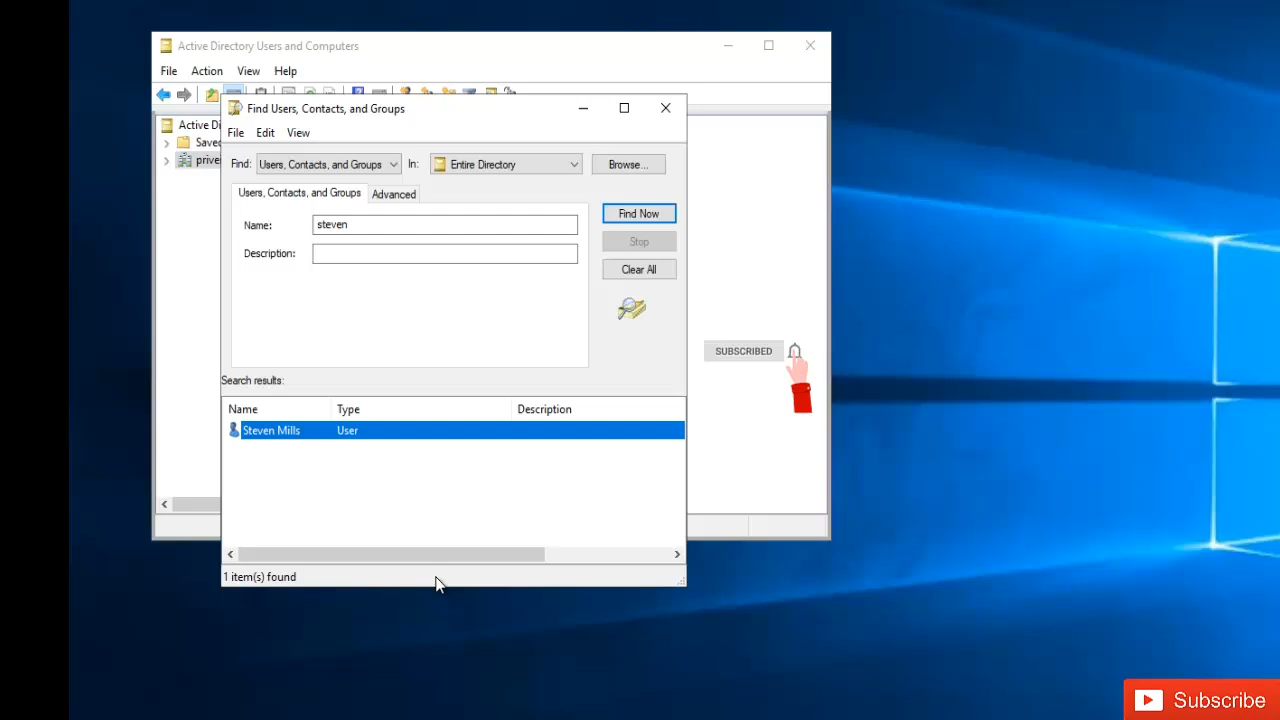 Active Directory Users and Computers
File Action View Help
Find Users, Contacts, and Groups
File Edit View
Active Di
Saved
Find: Users, Contacts, and Groups In: Entire Directory Browse...
Users, Contacts, and Groups Advanced
Name: steven Find Now
Description: Stop
Clear All
SUBSCRIBED
Search results:
Name Type Description
Steven Mills User
1 item(s) found
Subscribe